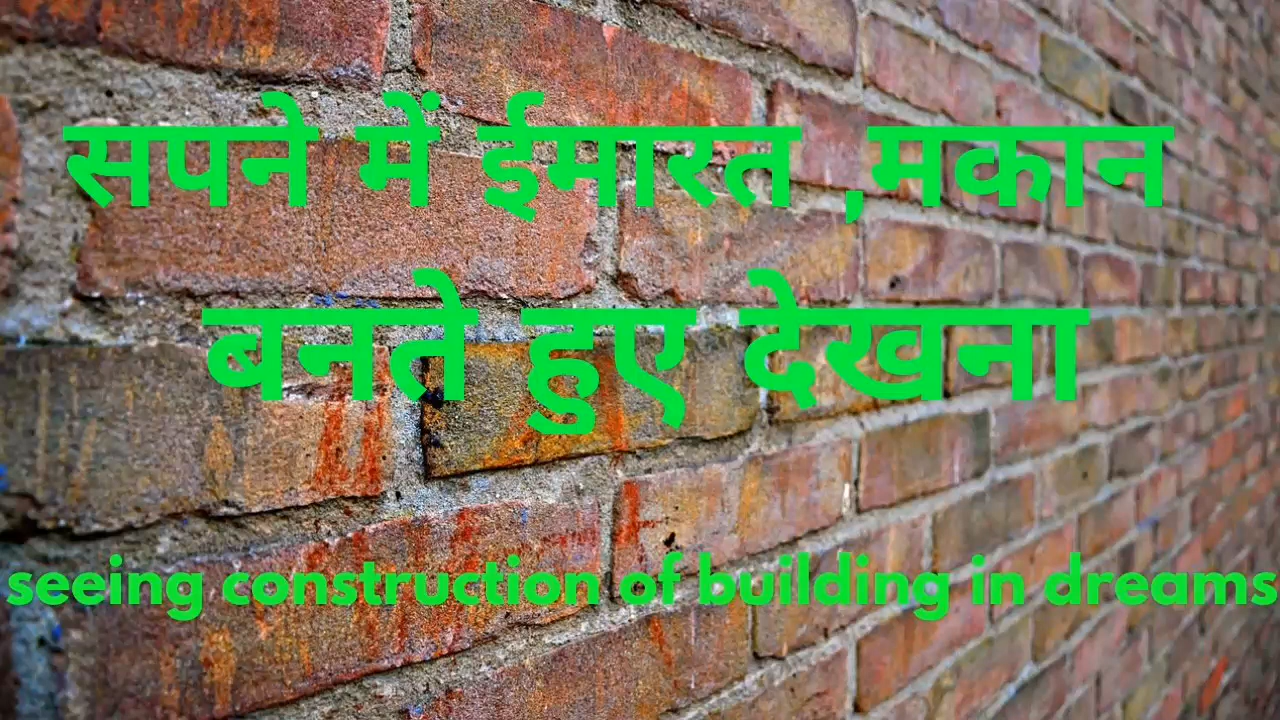 सपने में ईमारत ,मकान
बनते हुए देखना
seeing construction of building in dreams